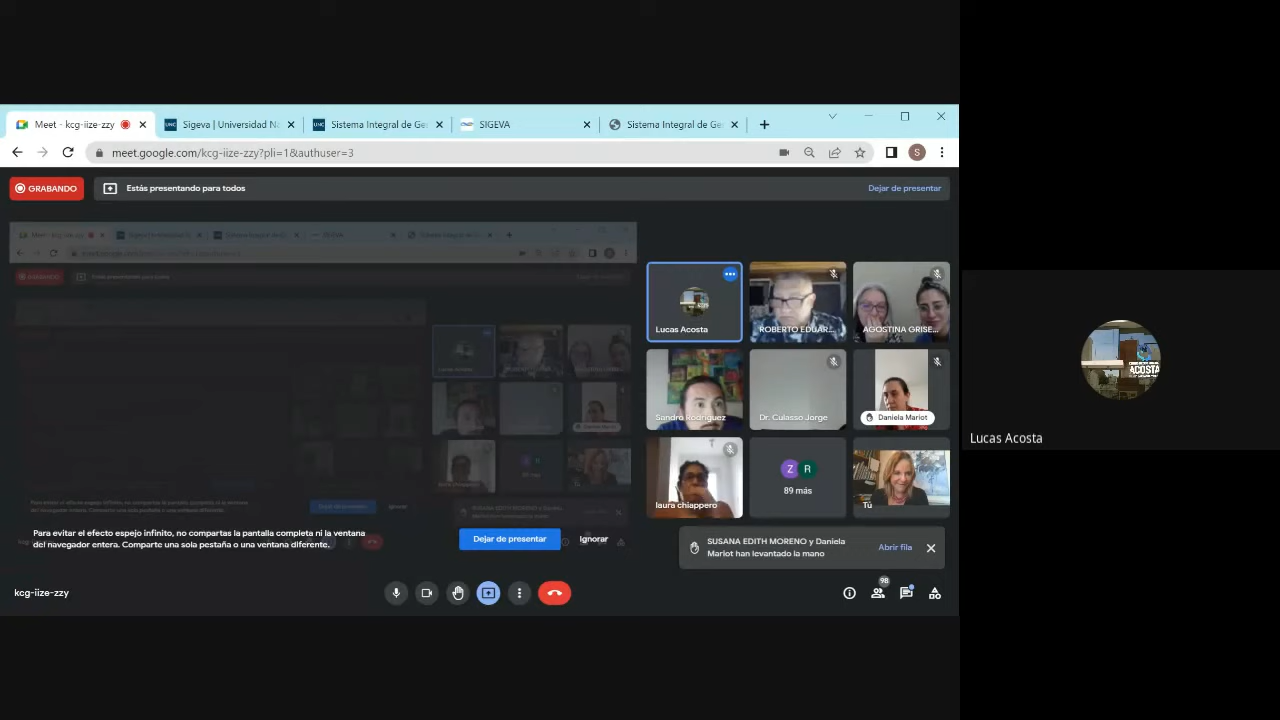 Meet - kcg-iize-zzy
Sigeva | Universidad Na
Sistema Integral de Ges
SIGEVA
Sistema Integral de Ges
meet.google.com/kcg-iize-zzy?pli=1&authuser=3
S
GRABANDO
Estás presentando para todos
Dejar de presentar
Lucas Acosta
ROBERTO EDUAR...
AGOSTINA GRISE...
Sandro Rodriguez
Dr. Culasso Jorge
Daniela Mariot
laura chiappero
Z R
89 más
Tú
Para evitar el efecto espejo infinito, no compartas la pantalla completa ni la ventana
del navegador entera. Comparte una sola pestaña o una ventana diferente.
Dejar de presentar
Ignorar
SUSANA EDITH MORENO y Daniela
Mariot han levantado la mano
Abrir fila
kcg-iize-zzy
98
ACOSTA
Lucas Acosta